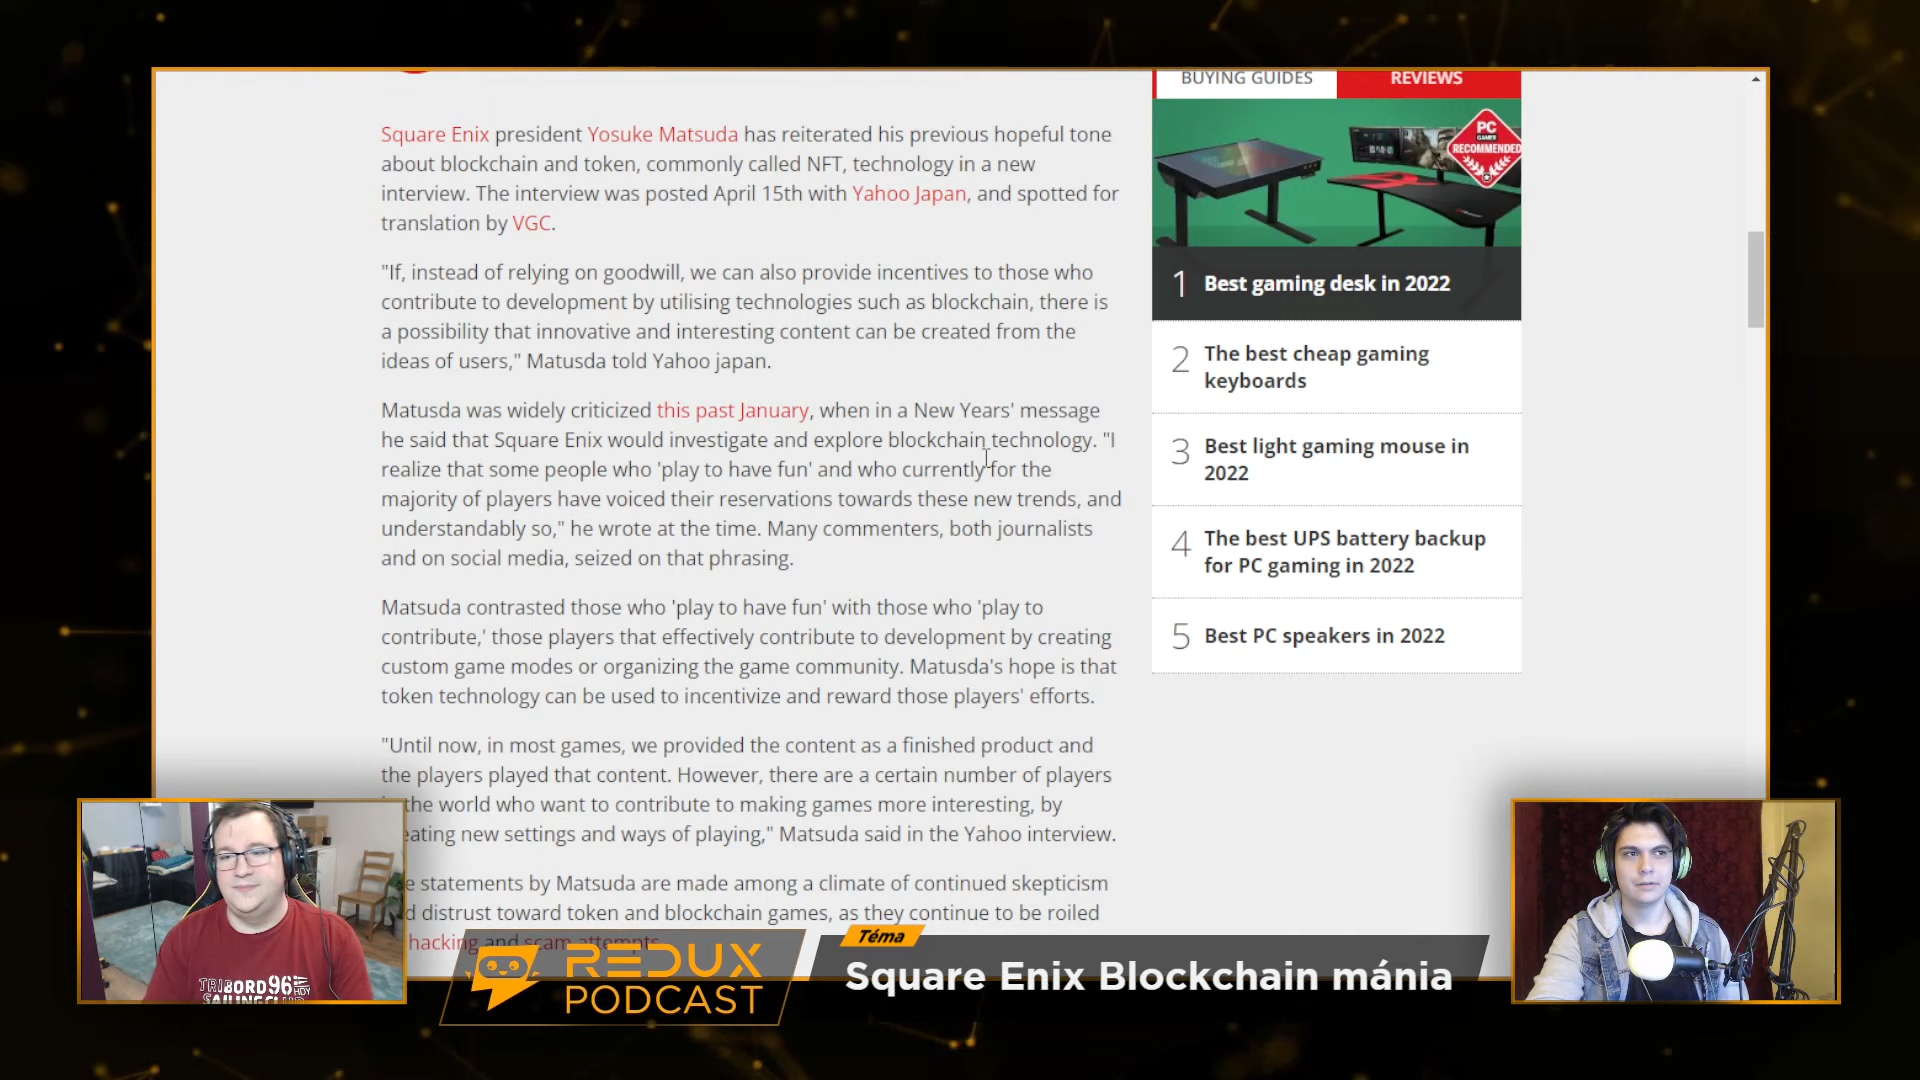 BUYING GUIDES
REVIEWS
Square Enix president Yosuke Matsuda has reiterated his previous hopeful tone
about blockchain and token, commonly called NFT, technology in a new
interview. The interview was posted April 15th with Yahoo Japan, and spotted for
translation by VGC.
"If, instead of relying on goodwill, we can also provide incentives to those who
contribute to development by utilising technologies such as blockchain, there is
a possibility that innovative and interesting content can be created from the
ideas of users," Matusda told Yahoo japan.
Matusda was widely criticized this past January, when in a New Years' message
he said that Square Enix would investigate and explore blockchain technology. "I
realize that some people who 'play to have fun' and who currently for the
majority of players have voiced their reservations towards these new trends, and
understandably so," he wrote at the time. Many commenters, both journalists
and on social media, seized on that phrasing.
Matsuda contrasted those who 'play to have fun' with those who 'play to
contribute,' those players that effectively contribute to development by creating
custom game modes or organizing the game community. Matusda's hope is that
token technology can be used to incentivize and reward those players' efforts.
"Until now, in most games, we provided the content as a finished product and
the players played that content. However, there are a certain number of players
the world who want to contribute to making games more interesting, by
eating new settings and ways of playing," Matsuda said in the Yahoo interview.
e statements by Matsuda are made among a climate of continued skepticism
d distrust toward token and blockchain games, as they continue to be roiled
hacking and scam attempts
PC
GAMES
RECOMMENDED
1 Best gaming desk in 2022
2 The best cheap gaming
keyboards
3 Best light gaming mouse in
2022
4 The best UPS battery backup
for PC gaming in 2022
5 Best PC speakers in 2022
TRIBORD 96
SAILING CLUB
REDUX
PODCAST
Téma
Square Enix Blockchain mánia